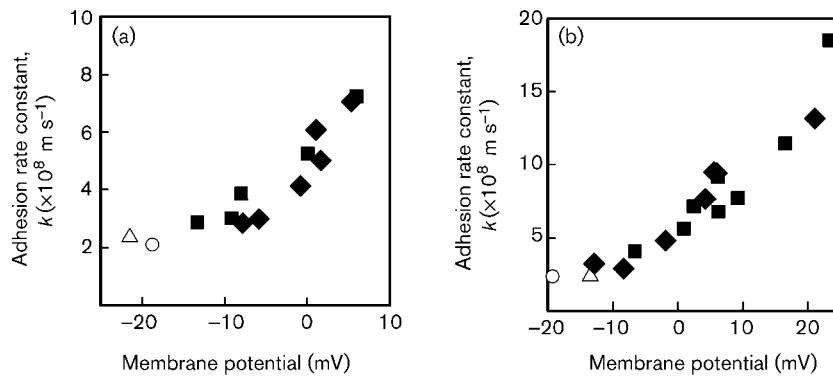 (a)
10
8
6
4
2
−20
−10
0
10
Adhesion rate constant,
k (×10⁸ m s⁻¹)
Membrane potential (mV)
(b)
20
15
10
5
−20
−10
0
10
20
Adhesion rate constant,
k (×10⁸ m s⁻¹)
Membrane potential (mV)